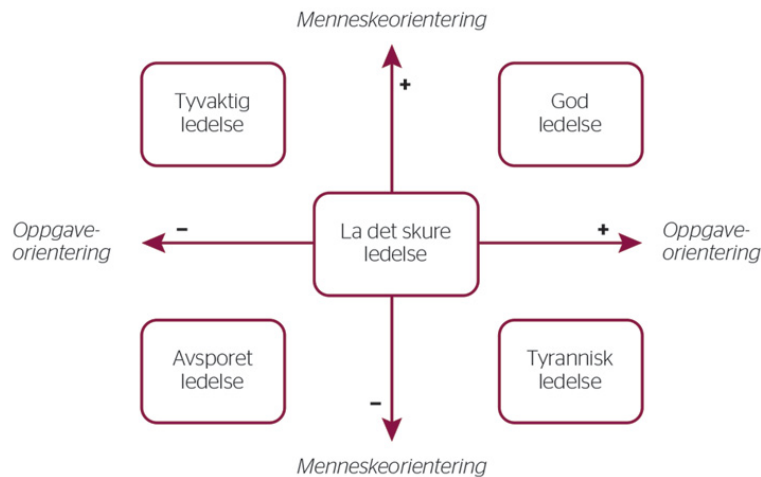 Menneskeorientering
+
Tyvaktig
ledelse
God
ledelse
Oppgave-
orientering
–
La det skure
ledelse
+
Oppgave-
orientering
Avsporet
ledelse
Tyrannisk
ledelse
–
Menneskeorientering